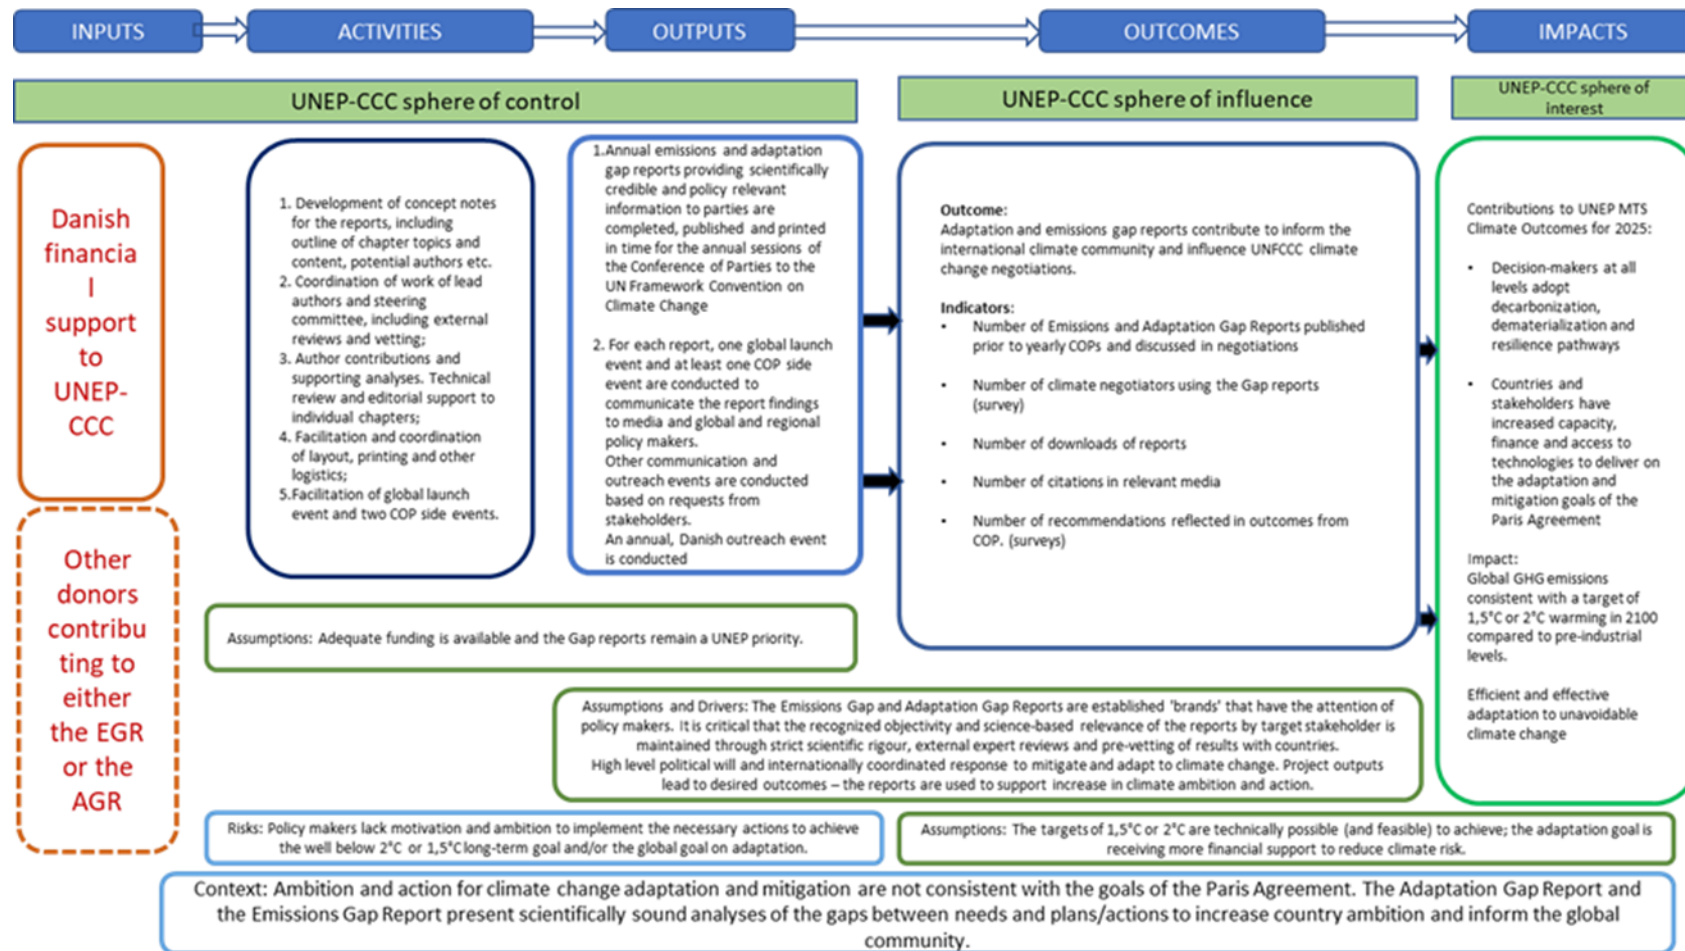 INPUTS
ACTIVITIES
OUTPUTS
OUTCOMES
IMPACTS
UNEP-CCC sphere of control
UNEP-CCC sphere of influence
UNEP-CCC sphere of
interest
Danish
financia
l
support
to
UNEP-
CCC
Other
donors
contribu
ting to
either
the EGR
or the
AGR
1. Development of concept notes
for the reports, including
outline of chapter topics and
content, potential authors etc.
2. Coordination of work of lead
authors and steering
committee, including external
reviews and vetting;
3. Author contributions and
supporting analyses. Technical
review and editorial support to
individual chapters;
4. Facilitation and coordination
of layout, printing and other
logistics;
5.Facilitation of global launch
event and two COP side events.
1.Annual emissions and adaptation
gap reports providing scientifically
credible and policy relevant
information to parties are
completed, published and printed
in time for the annual sessions of
the Conference of Parties to the
UN Framework Convention on
Climate Change
2. For each report, one global launch
event and at least one COP side
event are conducted to
communicate the report findings
to media and global and regional
policy makers.
Other communication and
outreach events are conducted
based on requests from
stakeholders.
An annual, Danish outreach event
is conducted
Outcome:
Adaptation and emissions gap reports contribute to inform the
international climate community and influence UNFCCC climate
change negotiations.
Indicators:
• Number of Emissions and Adaptation Gap Reports published
prior to yearly COPs and discussed in negotiations
• Number of climate negotiators using the Gap reports
(survey)
• Number of downloads of reports
• Number of citations in relevant media
• Number of recommendations reflected in outcomes from
COP. (surveys)
Contributions to UNEP MTS
Climate Outcomes for 2025:
• Decision-makers at all
levels adopt
decarbonization,
dematerialization and
resilience pathways
• Countries and
stakeholders have
increased capacity,
finance and access to
technologies to deliver on
the adaptation and
mitigation goals of the
Paris Agreement
Impact:
Global GHG emissions
consistent with a target of
1,5°C or 2°C warming in 2100
compared to pre-industrial
levels.
Efficient and effective
adaptation to unavoidable
climate change
Assumptions: Adequate funding is available and the Gap reports remain a UNEP priority.
Assumptions and Drivers: The Emissions Gap and Adaptation Gap Reports are established 'brands' that have the attention of
policy makers. It is critical that the recognized objectivity and science-based relevance of the reports by target stakeholder is
maintained through strict scientific rigour, external expert reviews and pre-vetting of results with countries.
High level political will and internationally coordinated response to mitigate and adapt to climate change. Project outputs
lead to desired outcomes – the reports are used to support increase in climate ambition and action.
Risks: Policy makers lack motivation and ambition to implement the necessary actions to achieve
the well below 2°C or 1,5°C long-term goal and/or the global goal on adaptation.
Assumptions: The targets of 1,5°C or 2°C are technically possible (and feasible) to achieve; the adaptation goal is
receiving more financial support to reduce climate risk.
Context: Ambition and action for climate change adaptation and mitigation are not consistent with the goals of the Paris Agreement. The Adaptation Gap Report and
the Emissions Gap Report present scientifically sound analyses of the gaps between needs and plans/actions to increase country ambition and inform the global
community.